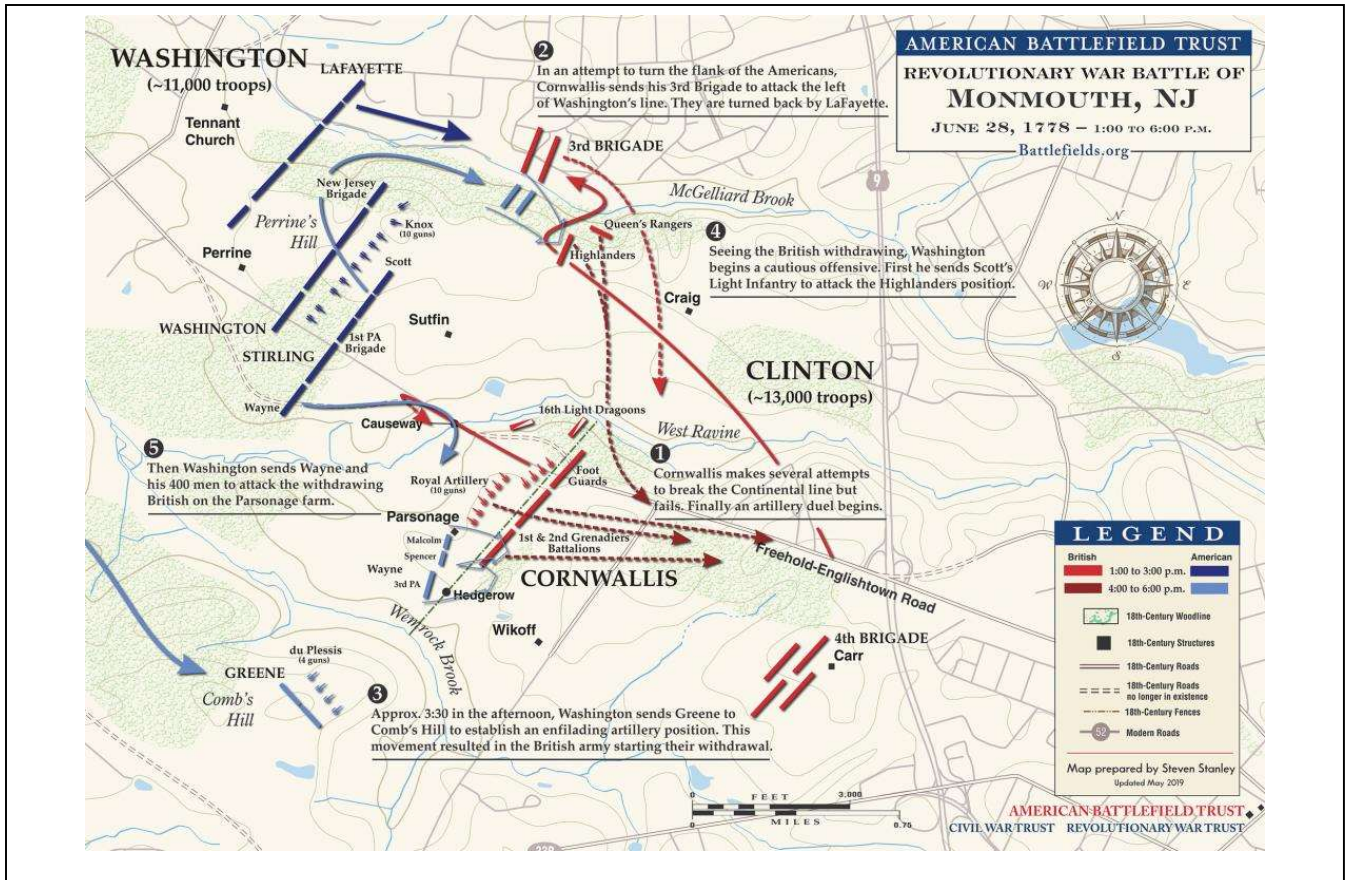 WASHINGTON
(~11,000 troops)
LAFAYETTE
Tennant
Church
2
In an attempt to turn the flank of the Americans,
Cornwallis sends his 3rd Brigade to attack the left
of Washington's line. They are turned back by LaFayette.
AMERICAN BATTLEFIELD TRUST
REVOLUTIONARY WAR BATTLE OF
MONMOUTH, NJ
JUNE 28, 1778 – 1:00 TO 6:00 P.M.
Battlefields.org
3rd BRIGADE
9
McGelliard Brook
New Jersey
Brigade
Perrine's
Hill
Knox
(10 guns)
Perrine
Scott
Queen's Rangers
Highlanders
4
Seeing the British withdrawing, Washington
begins a cautious offensive. First he sends Scott's
Light Infantry to attack the Highlanders position.
N
W
E
S
Craig
Sutfin
WASHINGTON
STIRLING
1st PA
Brigade
CLINTON
(~13,000 troops)
Wayne
Causeway
16th Light Dragoons
West Ravine
5
Then Washington sends Wayne and
his 400 men to attack the withdrawing
British on the Parsonage farm.
1
Cornwallis makes several attempts
to break the Continental line but
fails. Finally an artillery duel begins.
Royal Artillery
(10 guns)
Foot
Guards
Parsonage
Malcolm
Spencer
Wayne
3rd PA
1st & 2nd Grenadiers
Battalions
CORNWALLIS
Hedgerow
Freehold-Englishtown Road
Wemrock Brook
Wikoff
4th BRIGADE
Carr
du Plessis
(4 guns)
GREENE
Comb's
Hill
3
Approx. 3:30 in the afternoon, Washington sends Greene to
Comb's Hill to establish an enfilading artillery position. This
movement resulted in the British army starting their withdrawal.
LEGEND
British American
1:00 to 3:00 p.m.
4:00 to 6:00 p.m.
18th-Century Woodline
18th-Century Structures
18th-Century Roads
18th-Century Roads
no longer in existence
18th-Century Fences
52 Modern Roads
Map prepared by Steven Stanley
Updated May 2019
0 FEET 3,000
0 MILES 0.75
AMERICAN BATTLEFIELD TRUST
CIVIL WAR TRUST REVOLUTIONARY WAR TRUST